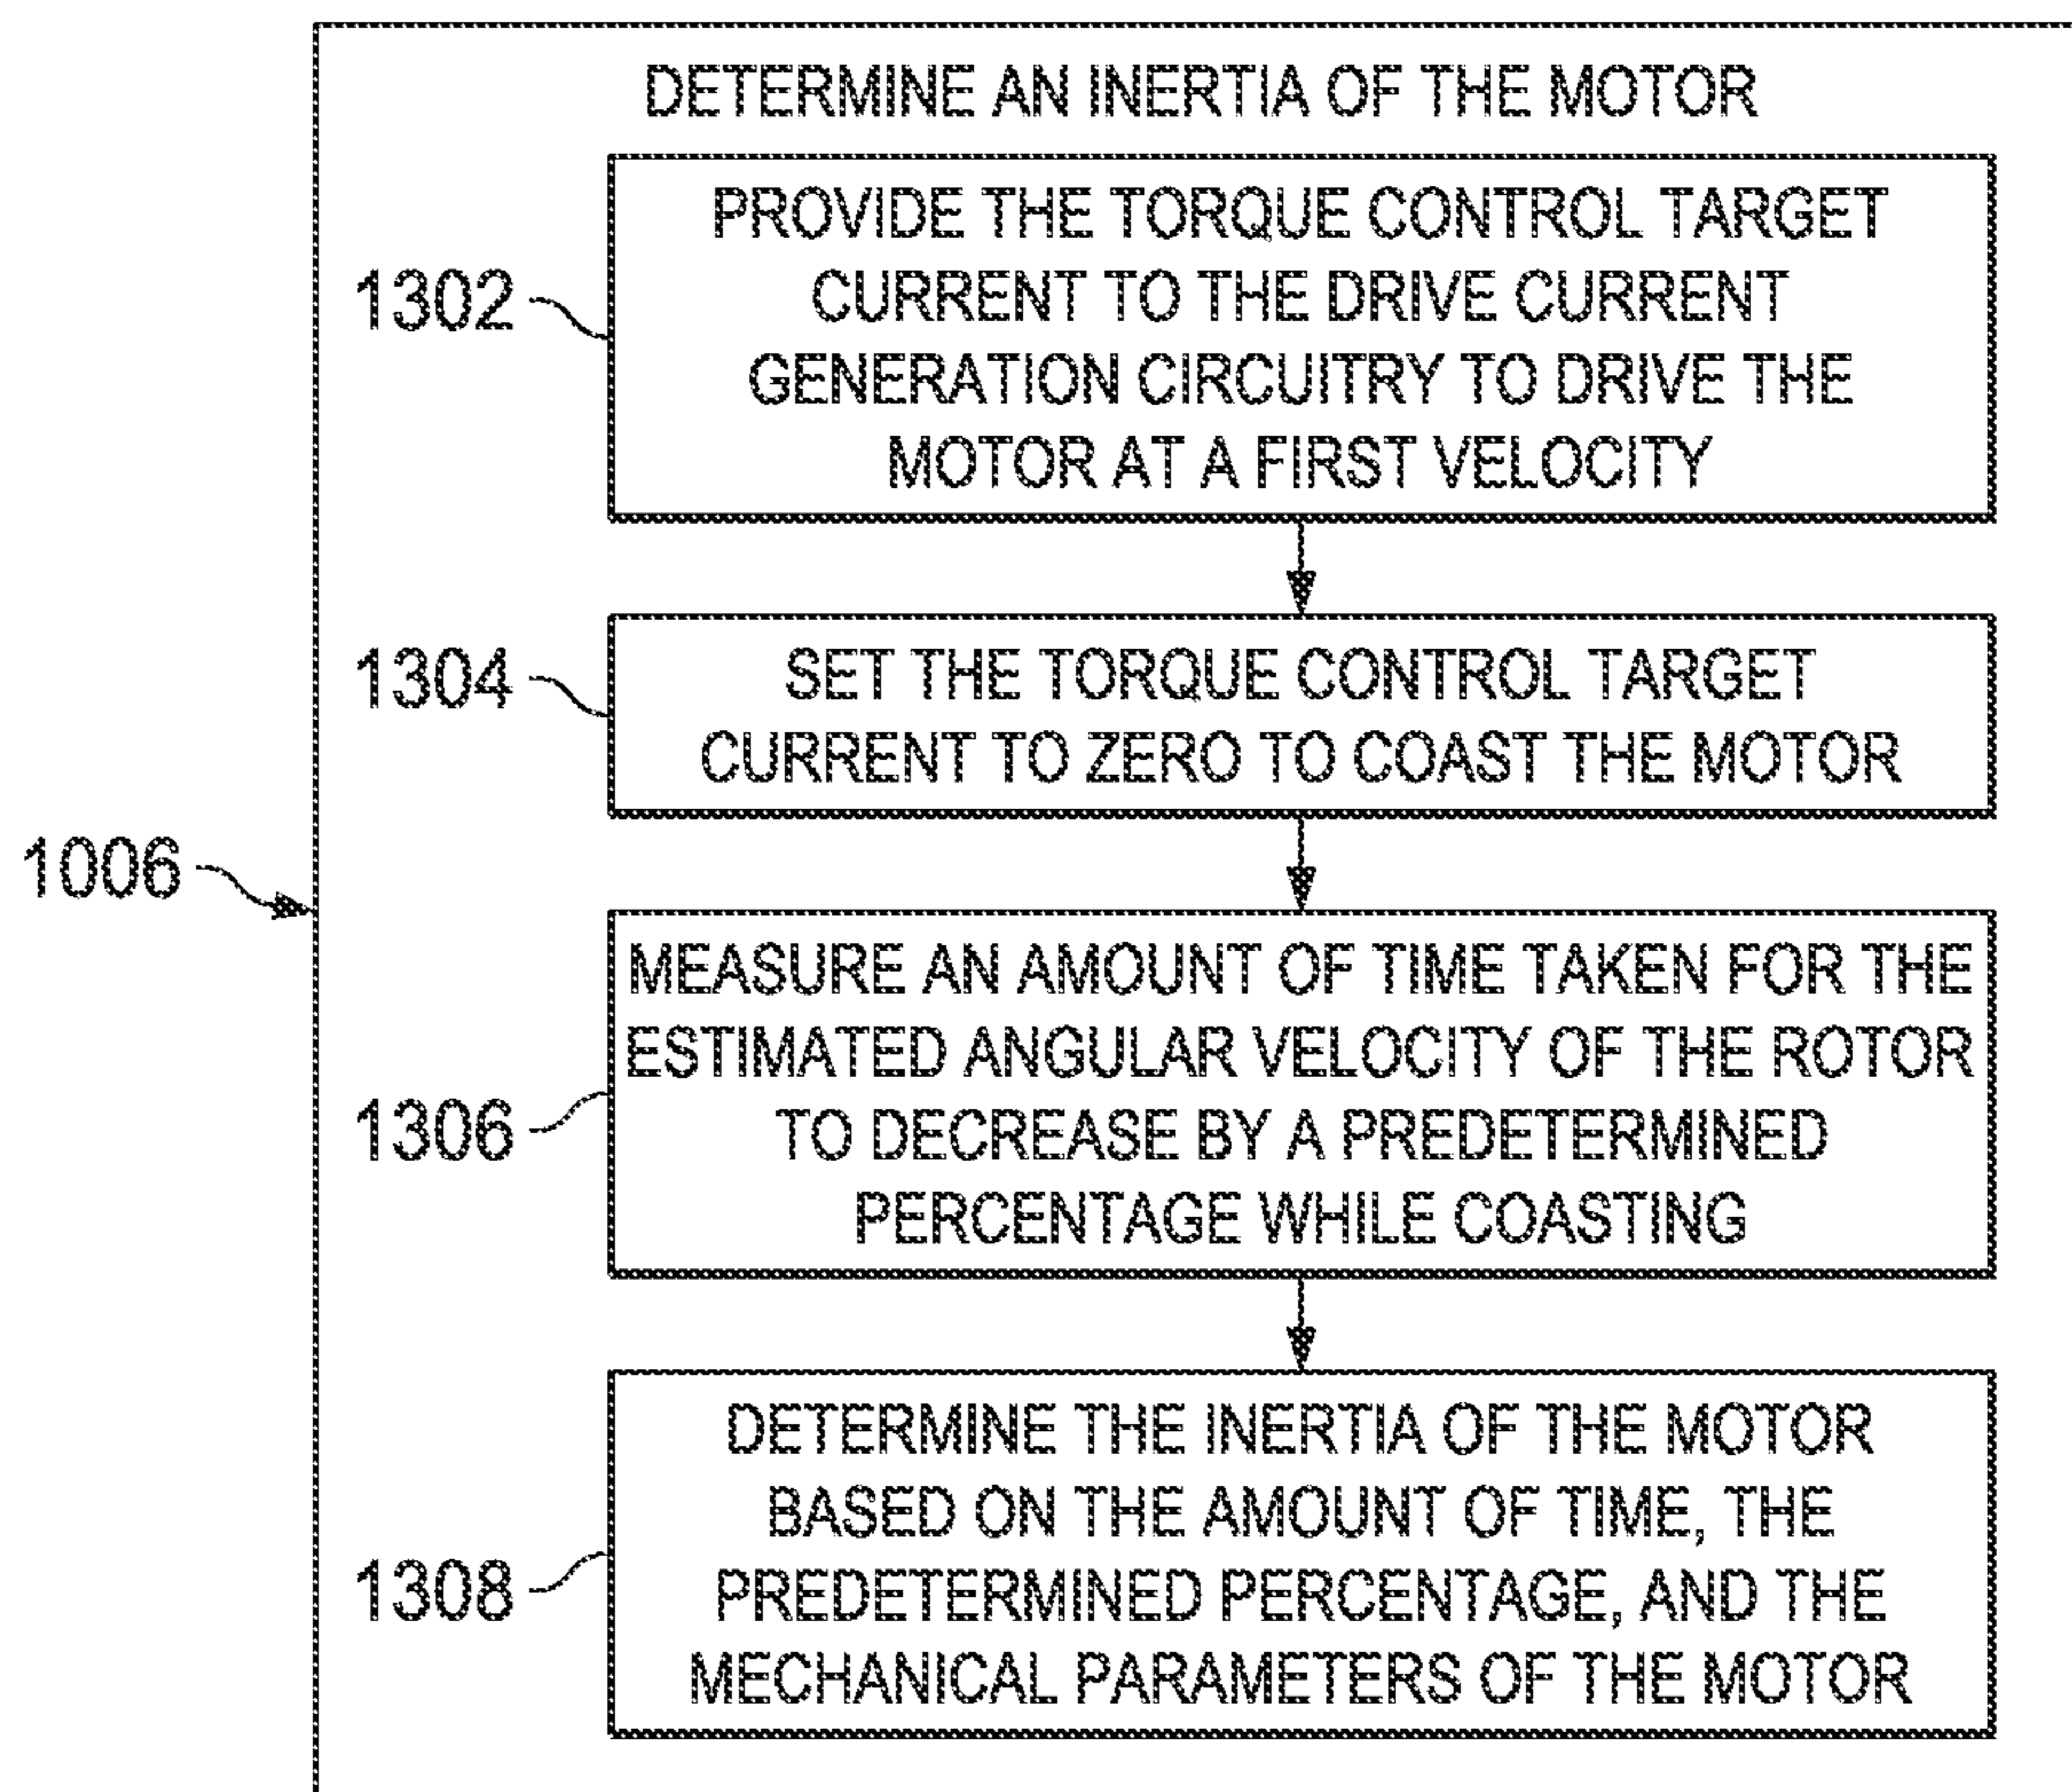 DETERMINE AN INERTIA OF THE MOTOR
PROVIDE THE TORQUE CONTROL TARGET
CURRENT TO THE DRIVE CURRENT
GENERATION CIRCUITRY TO DRIVE THE
MOTOR AT A FIRST VELOCITY
1302
SET THE TORQUE CONTROL TARGET
CURRENT TO ZERO TO COAST THE MOTOR
1304
1006
MEASURE AN AMOUNT OF TIME TAKEN FOR THE
ESTIMATED ANGULAR VELOCITY OF THE ROTOR
TO DECREASE BY A PREDETERMINED
PERCENTAGE WHILE COASTING
1306
DETERMINE THE INERTIA OF THE MOTOR
BASED ON THE AMOUNT OF TIME, THE
PREDETERMINED PERCENTAGE, AND THE
MECHANICAL PARAMETERS OF THE MOTOR
1308